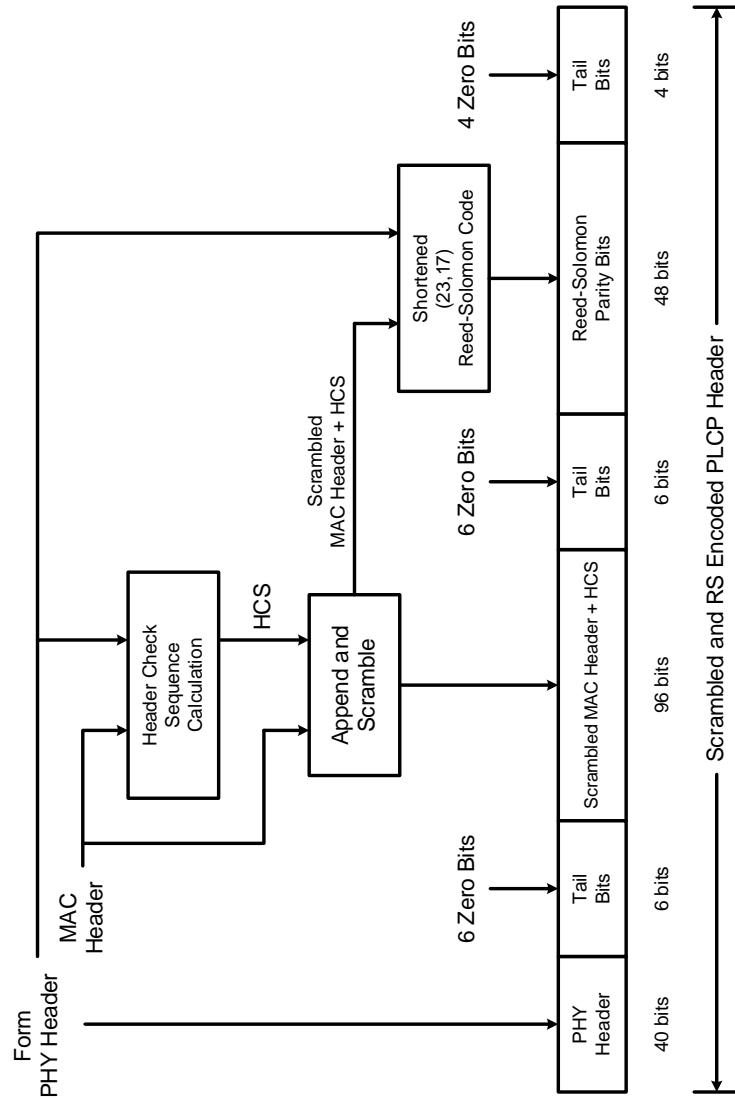 Form
PHY Header
MAC
Header
Header Check
Sequence
Calculation
HCS
Append and
Scramble
Scrambled
MAC Header + HCS
Shortened
(23,17)
Reed-Solomon Code
6 Zero Bits
6 Zero Bits
4 Zero Bits
PHY
Header
Tail
Bits
Scrambled MAC Header + HCS
Tail
Bits
Reed-Solomon
Parity Bits
Tail
Bits
40 bits
6 bits
96 bits
6 bits
48 bits
4 bits
Scrambled and RS Encoded PLCP Header